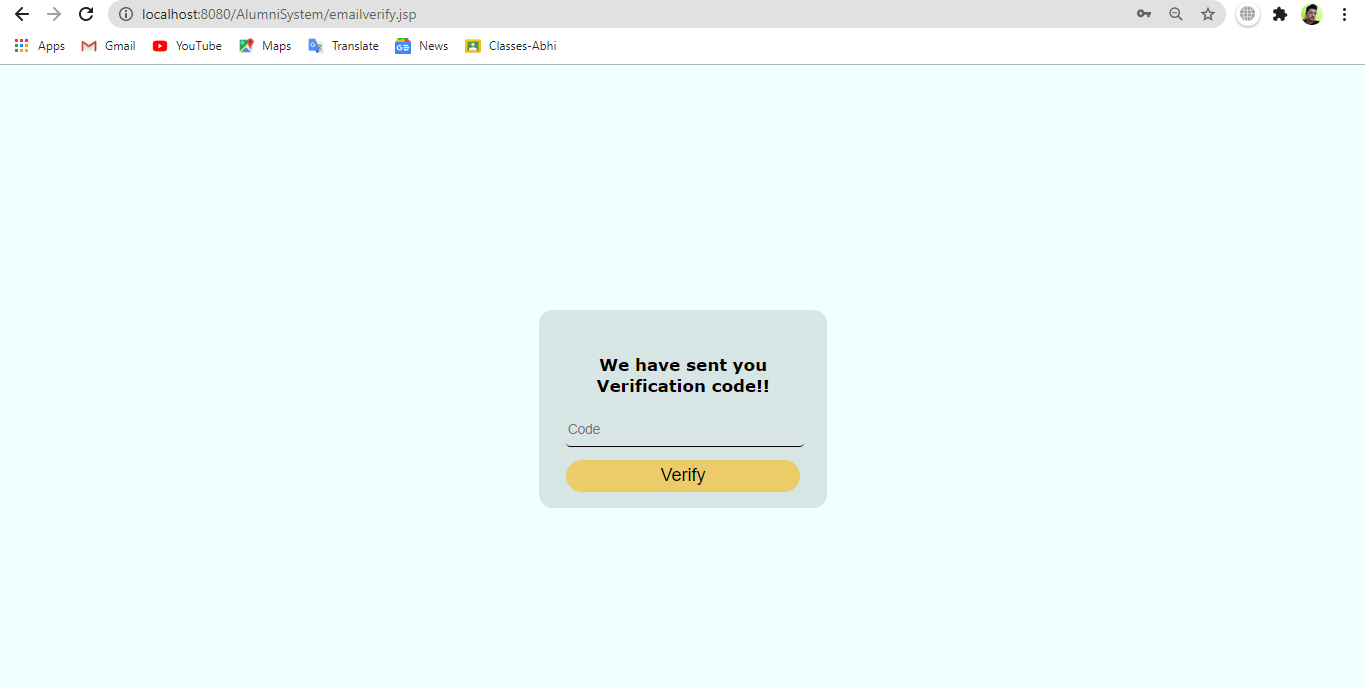 localhost:8080/AlumniSystem/emailverify.jsp
Apps Gmail YouTube Maps Translate News Classes-Abhi
We have sent you
Verification code!!
Code
Verify